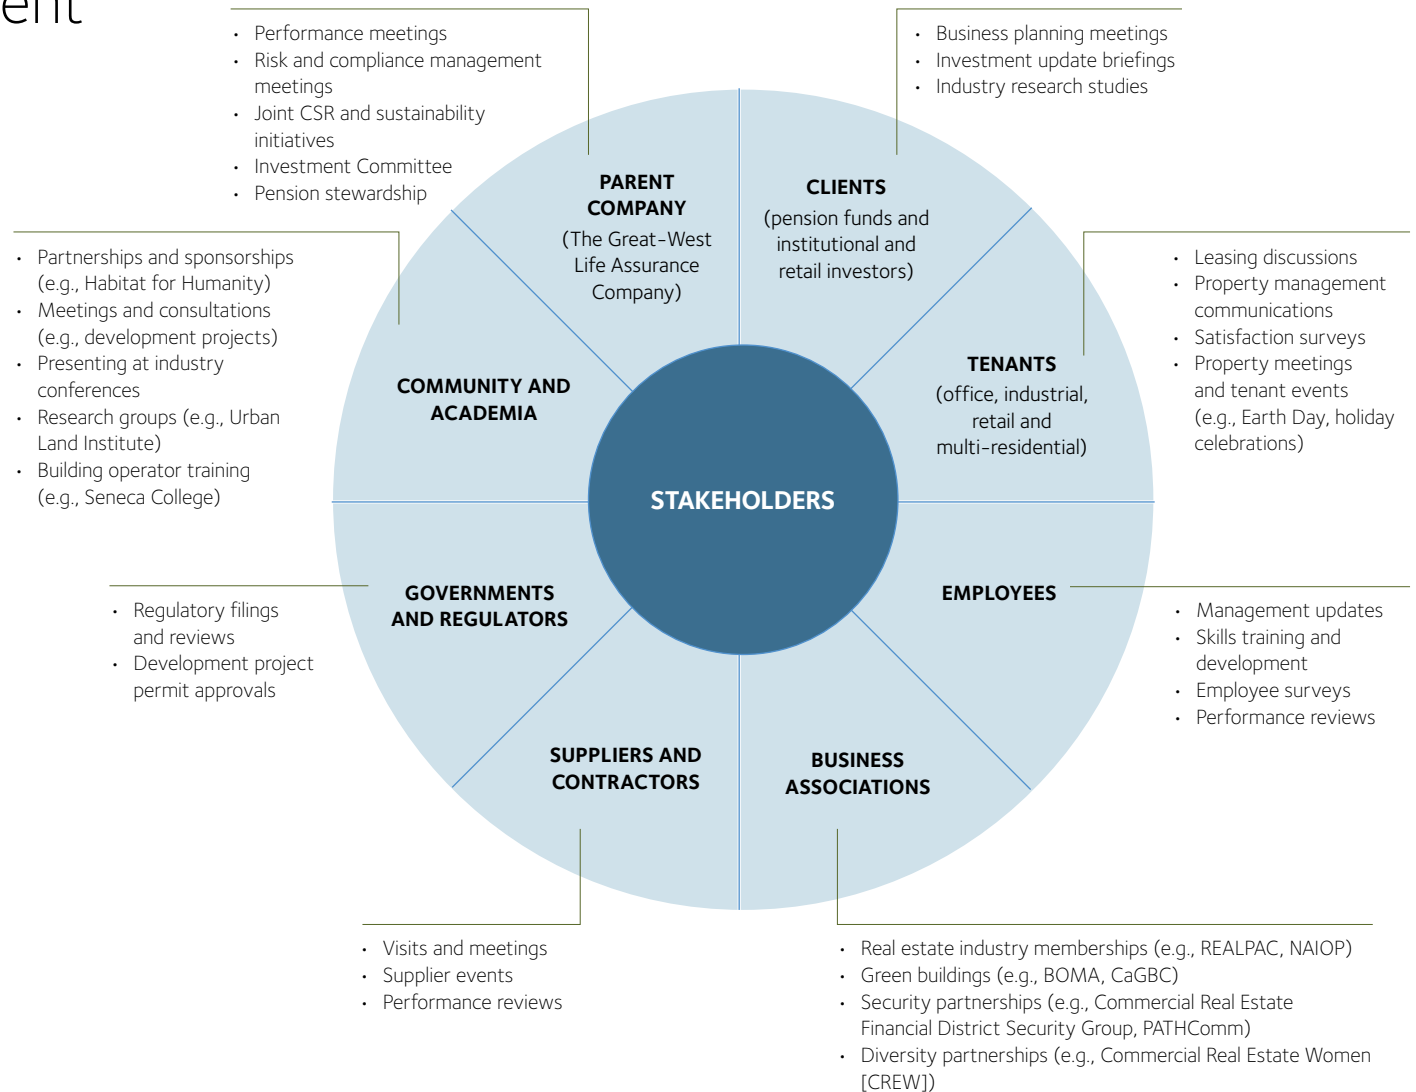 ent
• Performance meetings
• Risk and compliance management
meetings
• Joint CSR and sustainability
initiatives
• Investment Committee
• Pension stewardship
• Business planning meetings
• Investment update briefings
• Industry research studies
PARENT
COMPANY
(The Great-West
Life Assurance
Company)
CLIENTS
(pension funds and
institutional and
retail investors)
• Partnerships and sponsorships
(e.g., Habitat for Humanity)
• Meetings and consultations
(e.g., development projects)
• Presenting at industry
conferences
• Research groups (e.g., Urban
Land Institute)
• Building operator training
(e.g., Seneca College)
COMMUNITY AND
ACADEMIA
TENANTS
(office, industrial,
retail and
multi-residential)
• Leasing discussions
• Property management
communications
• Satisfaction surveys
• Property meetings
and tenant events
(e.g., Earth Day, holiday
celebrations)
STAKEHOLDERS
GOVERNMENTS
AND REGULATORS
• Regulatory filings
and reviews
• Development project
permit approvals
EMPLOYEES
• Management updates
• Skills training and
development
• Employee surveys
• Performance reviews
SUPPLIERS AND
CONTRACTORS
BUSINESS
ASSOCIATIONS
• Visits and meetings
• Supplier events
• Performance reviews
• Real estate industry memberships (e.g., REALPAC, NAIOP)
• Green buildings (e.g., BOMA, CaGBC)
• Security partnerships (e.g., Commercial Real Estate
Financial District Security Group, PATHComm)
• Diversity partnerships (e.g., Commercial Real Estate Women
[CREW])